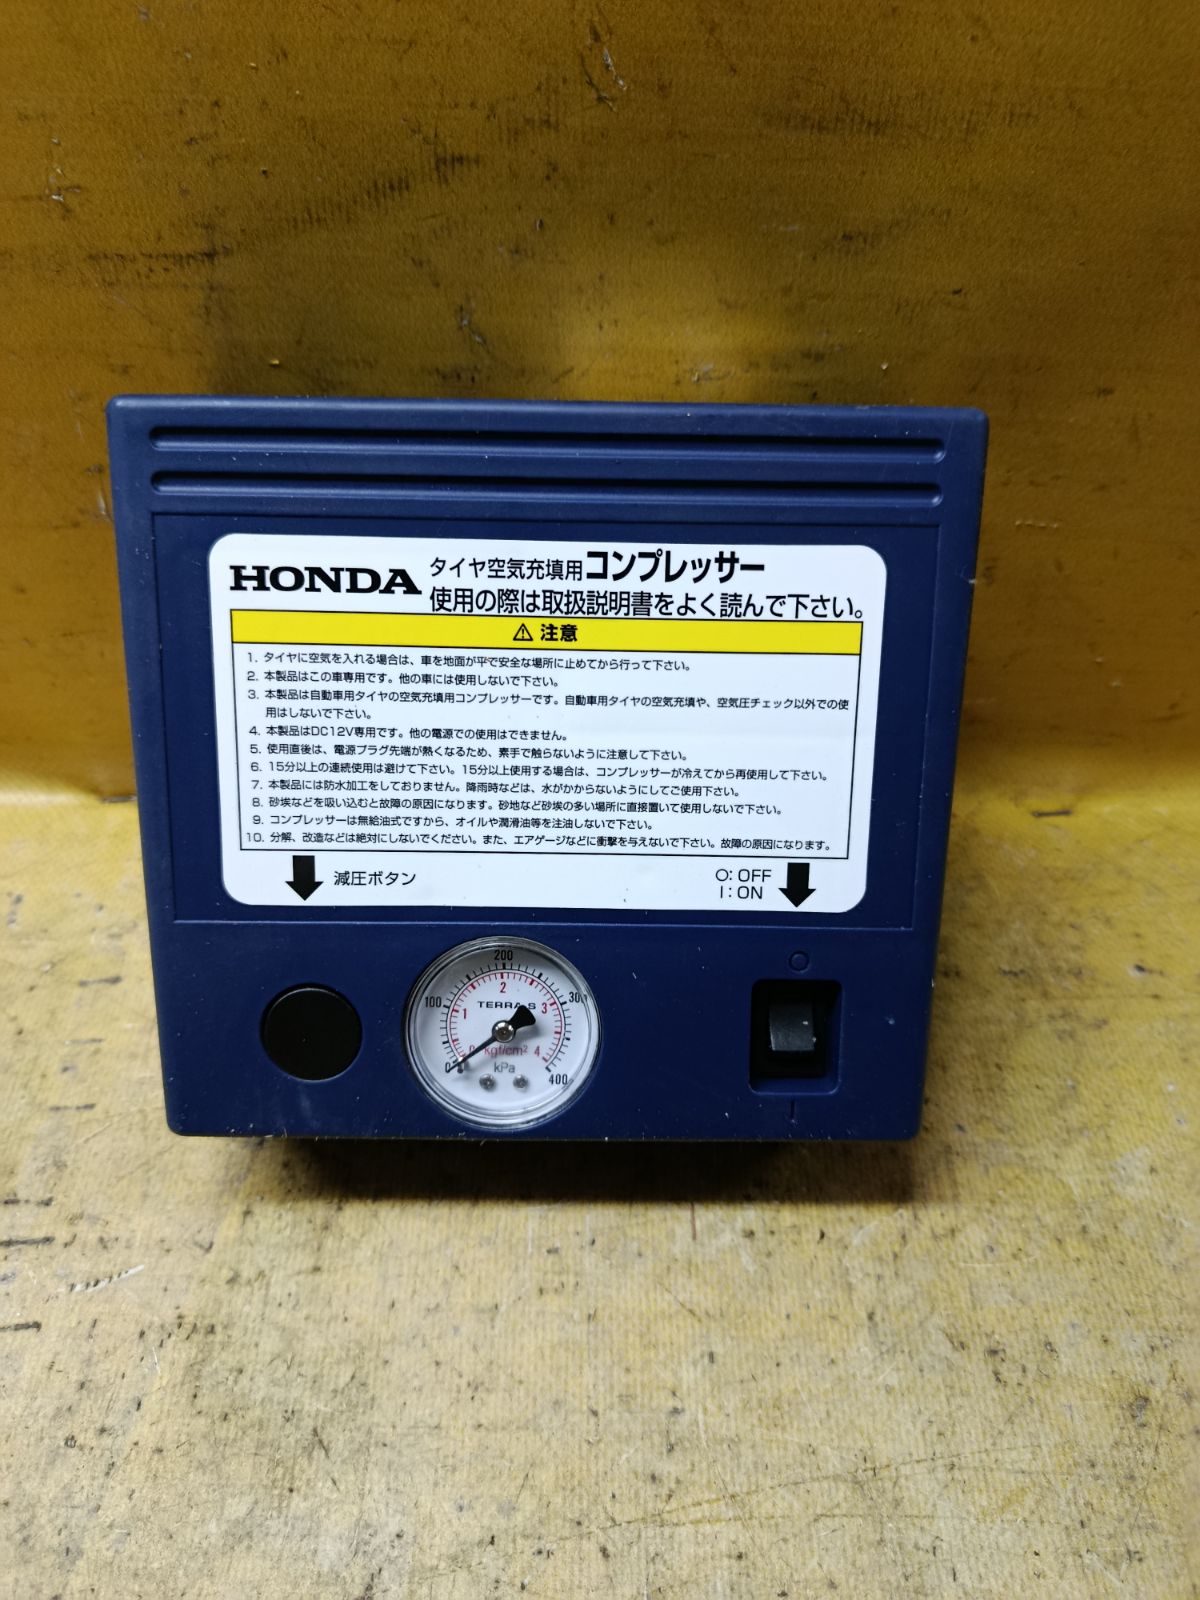 HONDA タイヤ空気充填用コンプレッサー
使用の際は取扱説明書をよく読んで下さい。
⚠ 注意
1. タイヤに空気を入れる場合は、車を地面が平で安全な場所に止めてから行って下さい。
2. 本製品はこの車専用です。他の車には使用しないで下さい。
3. 本製品は自動車用タイヤの空気充填用コンプレッサーです。自動車用タイヤの空気充填や、空気圧チェック以外での使
用はしないで下さい。
4. 本製品はDC12V専用です。他の電源での使用はできません。
5. 使用直後は、電源プラグ先端が熱くなるため、素手で触らないように注意して下さい。
6. 15分以上の連続使用は避けて下さい。15分以上使用する場合は、コンプレッサーが冷えてから再使用して下さい。
7. 本製品には防水加工をしておりません。降雨時などは、水がかからないようにしてご使用下さい。
8. 砂埃などを吸い込むと故障の原因になります。砂地など砂埃の多い場所に直接置いて使用しないで下さい。
9. コンプレッサーは無給油式ですから、オイルや潤滑油等を注油しないで下さい。
10. 分解、改造などは絶対にしないでください。また、エアゲージなどに衝撃を与えないで下さい。故障の原因になります。
減圧ボタン
O: OFF
I: ON
O
200
100 2 300
TERRA-S
1 3
0 kgf/cm² 4
0 kPa 400
I